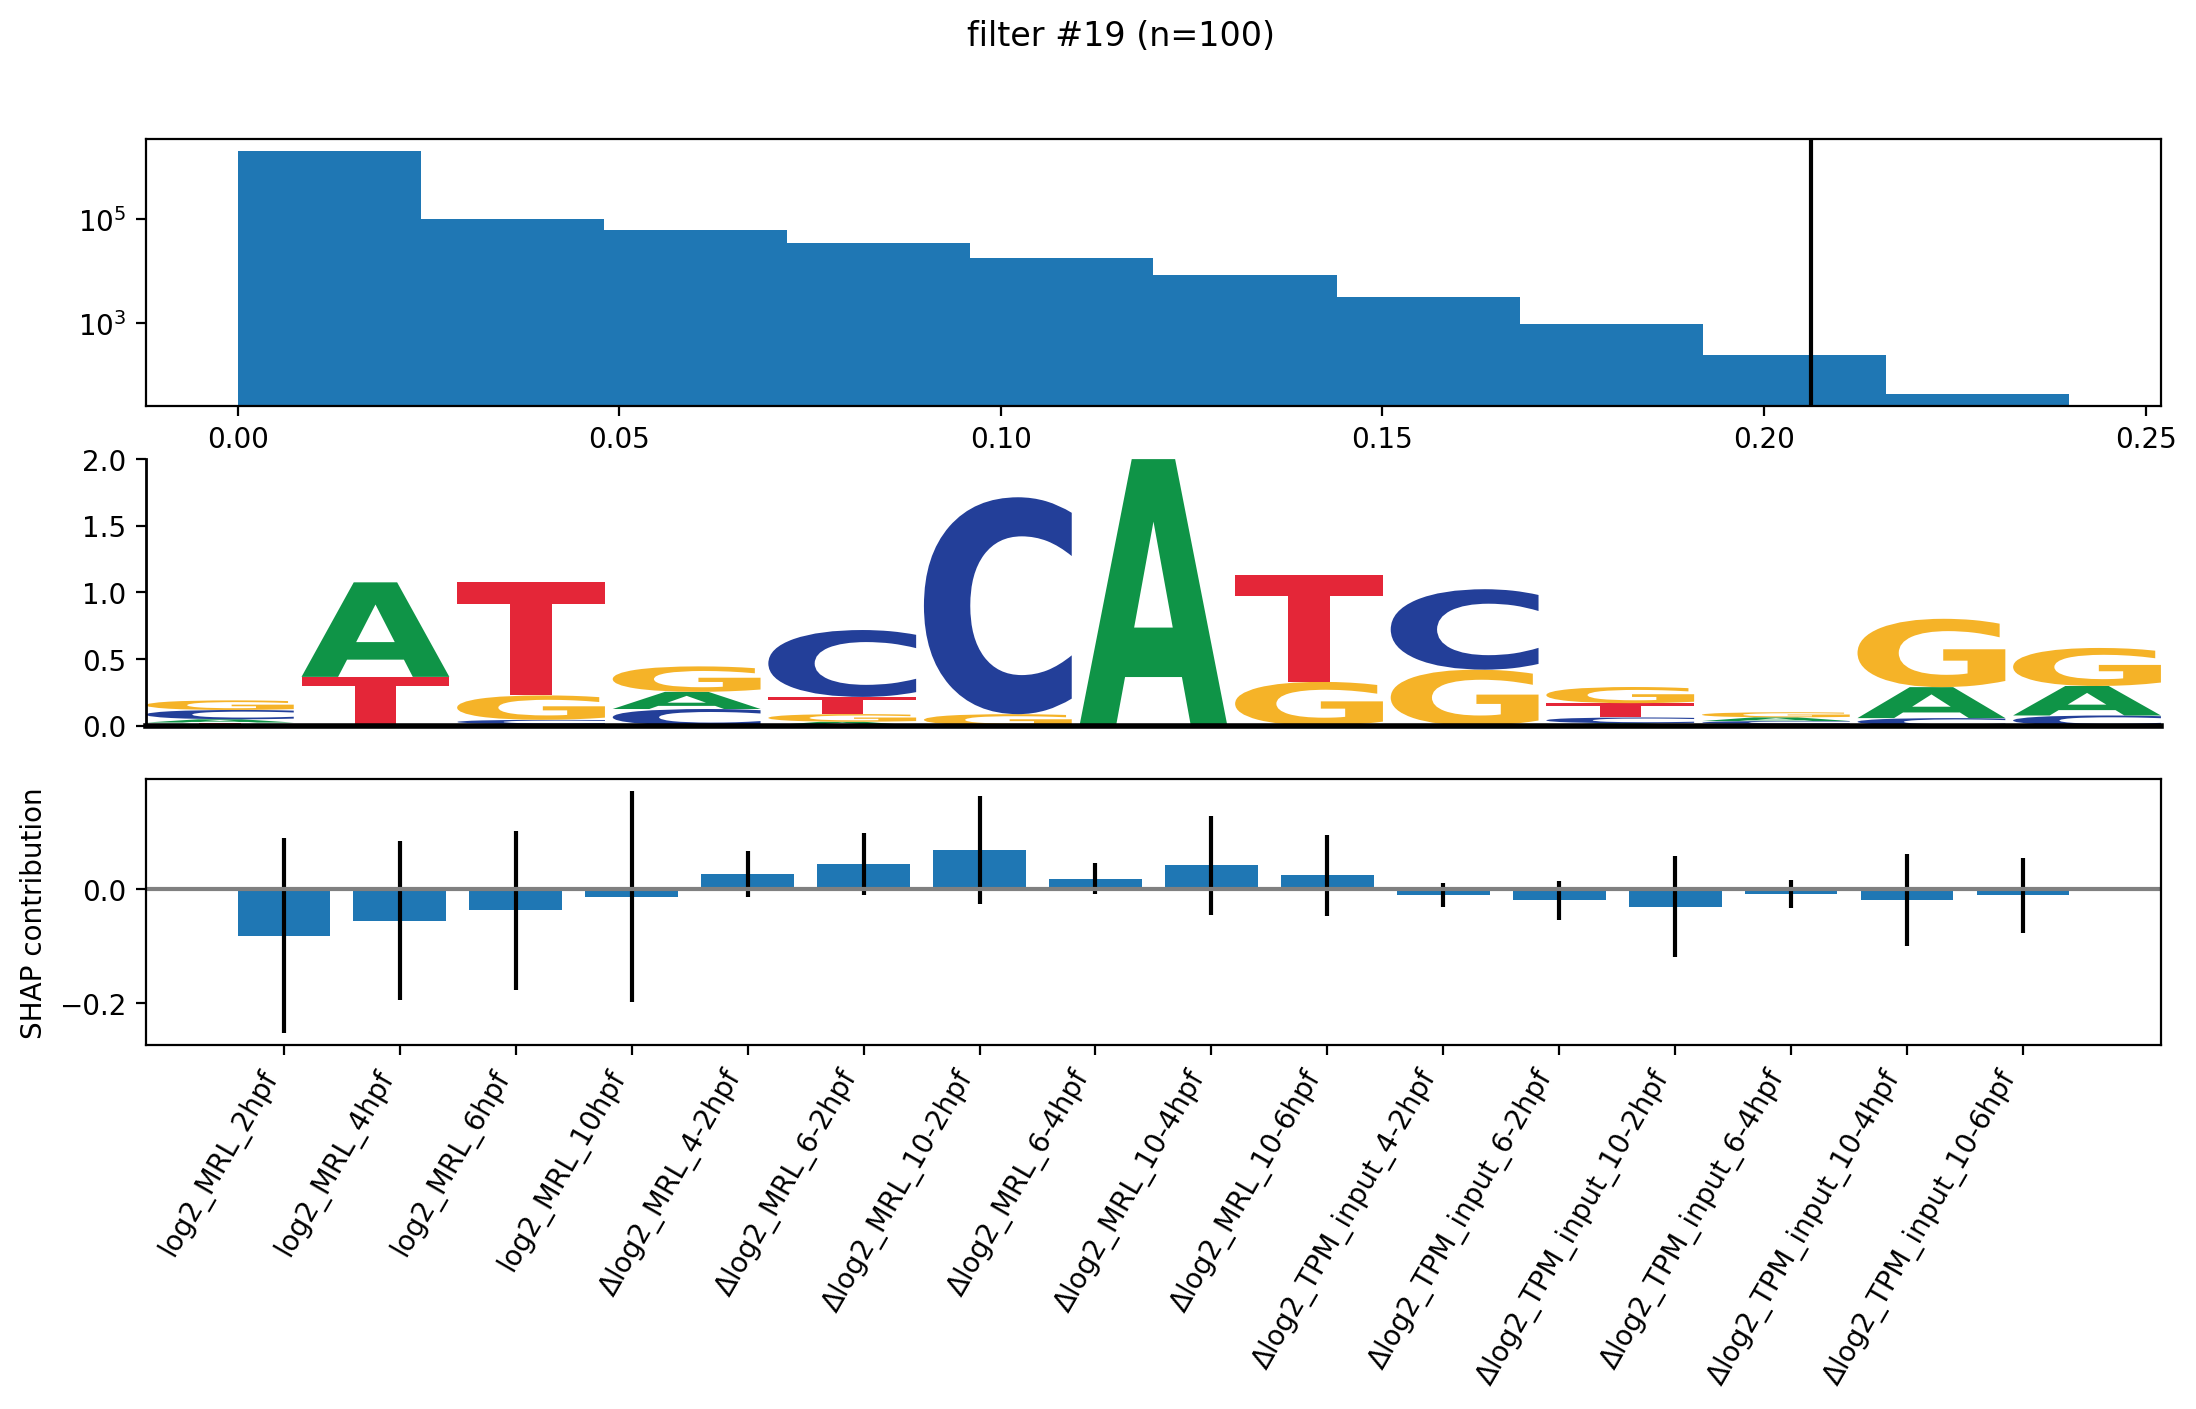 filter #19 (n=100)
10^5
10^3
0.00 0.05 0.10 0.15 0.20 0.25
2.0
1.5
1.0
0.5
0.0
SHAP contribution
0.0
−0.2
log2_MRL_2hpf
log2_MRL_4hpf
log2_MRL_6hpf
log2_MRL_10hpf
Δlog2_MRL_4-2hpf
Δlog2_MRL_6-2hpf
Δlog2_MRL_10-2hpf
Δlog2_MRL_6-4hpf
Δlog2_MRL_10-4hpf
Δlog2_MRL_10-6hpf
Δlog2_TPM_input_4-2hpf
Δlog2_TPM_input_6-2hpf
Δlog2_TPM_input_10-2hpf
Δlog2_TPM_input_6-4hpf
Δlog2_TPM_input_10-4hpf
Δlog2_TPM_input_10-6hpf